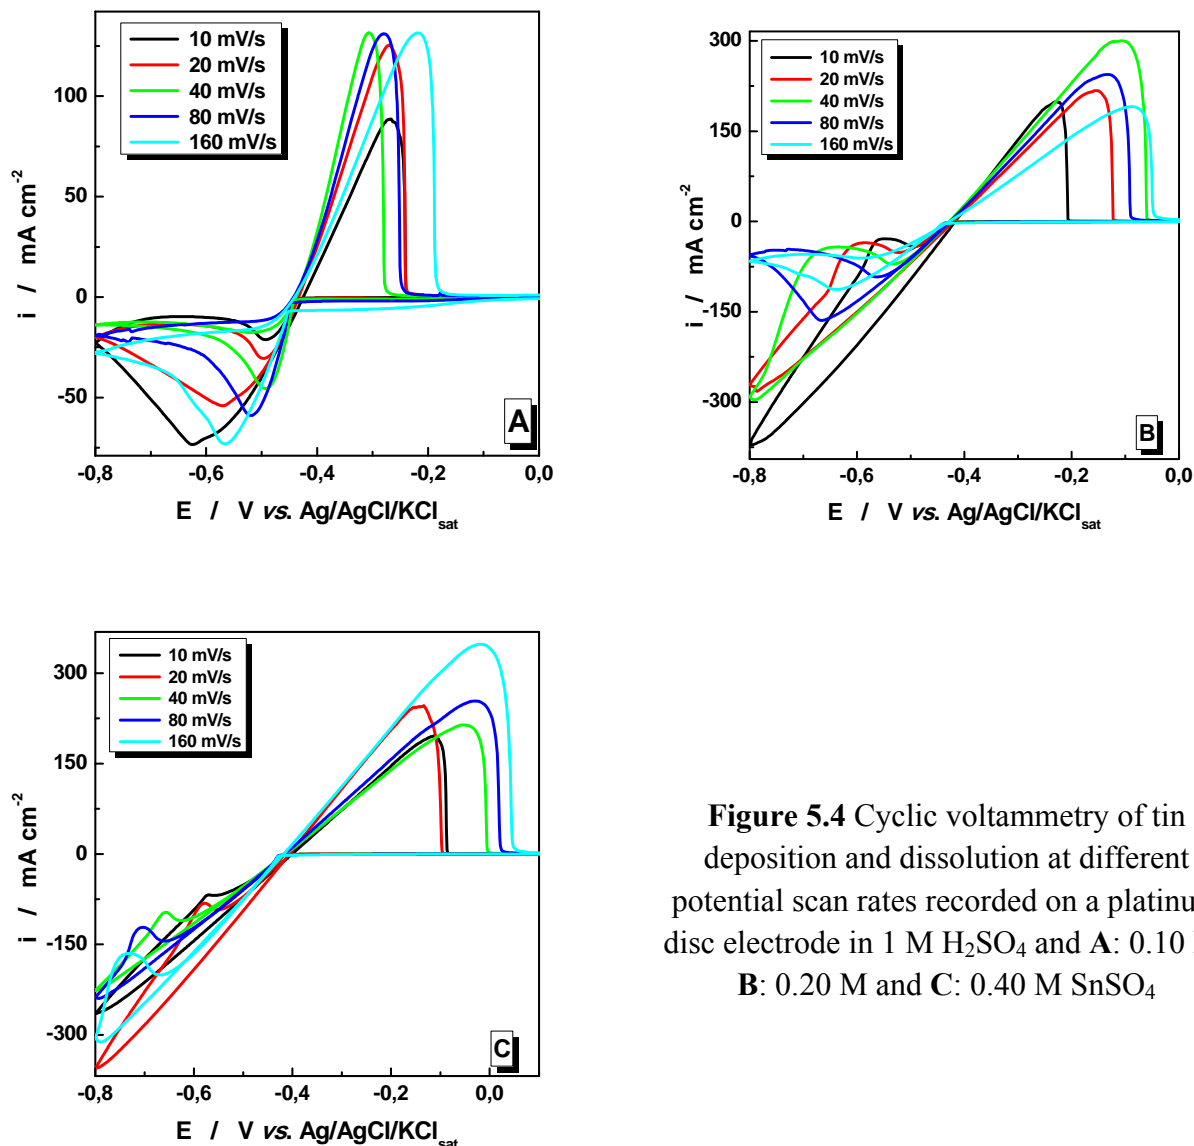 10 mV/s
20 mV/s
40 mV/s
80 mV/s
160 mV/s
100
50
0
-50
i / mA cm-2
A
-0,8 -0,6 -0,4 -0,2 0,0
E / V vs. Ag/AgCl/KClsat
10 mV/s
20 mV/s
40 mV/s
80 mV/s
160 mV/s
300
150
0
-150
-300
i / mA cm-2
B
-0,8 -0,6 -0,4 -0,2 0,0
E / V vs. Ag/AgCl/KClsat
10 mV/s
20 mV/s
40 mV/s
80 mV/s
160 mV/s
300
150
0
-150
-300
i / mA cm-2
C
-0,8 -0,6 -0,4 -0,2 0,0
E / V vs. Ag/AgCl/KClsat
Figure 5.4 Cyclic voltammetry of tin
deposition and dissolution at different
potential scan rates recorded on a platinu
disc electrode in 1 M H2SO4 and A: 0.10
B: 0.20 M and C: 0.40 M SnSO4